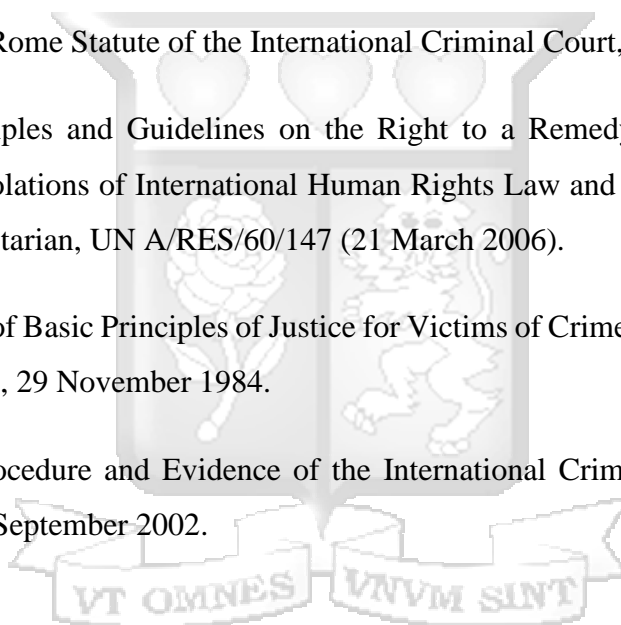 Rome Statute of the International Criminal Court,
ples and Guidelines on the Right to a Remedy
olations of International Human Rights Law and
tarian, UN A/RES/60/147 (21 March 2006).
of Basic Principles of Justice for Victims of Crime
, 29 November 1984.
ocedure and Evidence of the International Crim
September 2002.
VT OMNES VNVM SINT